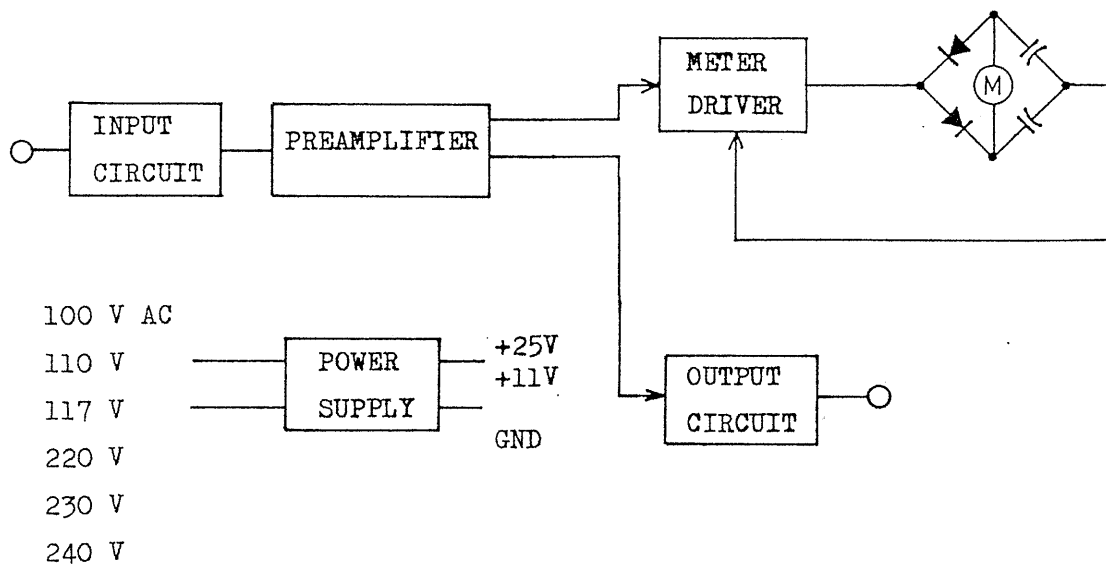 INPUT
CIRCUIT
PREAMPLIFIER
METER
DRIVER
M
100 V AC
110 V
117 V
220 V
230 V
240 V
POWER
SUPPLY
+25V
+11V
GND
OUTPUT
CIRCUIT